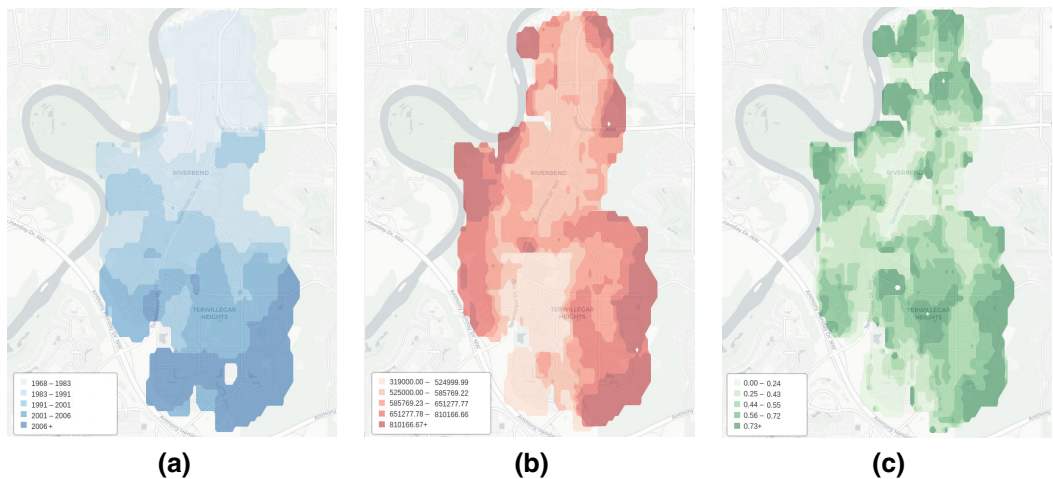 RIVERBEND
TERWILLEGAR
HEIGHTS
1968 – 1983
1983 – 1991
1991 – 2001
2001 – 2006
2006+
(a)
RIVERBEND
TERWILLEGAR
HEIGHTS
319000.00 – 524999.99
525000.00 – 585769.22
585769.23 – 651277.77
651277.78 – 810166.66
810166.67+
(b)
RIVERBEND
TERWILLEGAR
HEIGHTS
0.00 – 0.24
0.25 – 0.43
0.44 – 0.55
0.56 – 0.72
0.73+
(c)